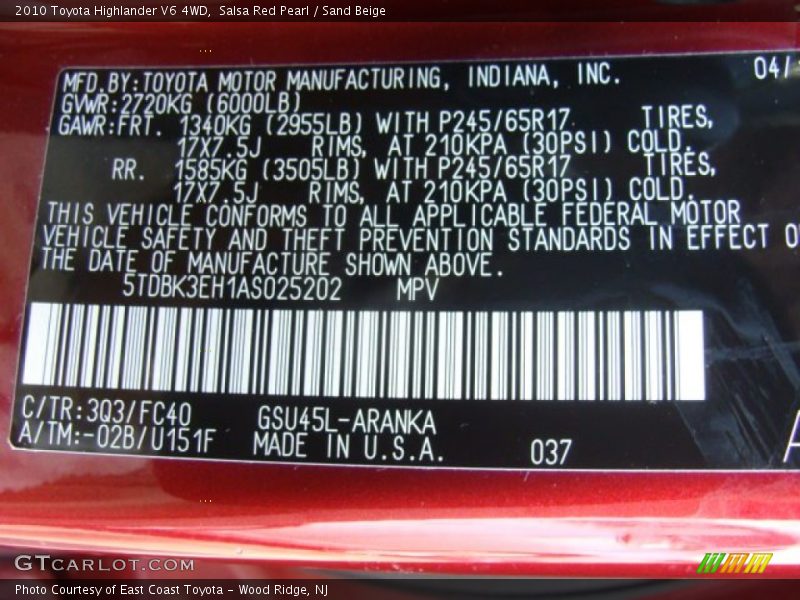 2010 Toyota Highlander V6 4WD,  Salsa Red Pearl / Sand Beige
MFD.BY:TOYOTA MOTOR MANUFACTURING, INDIANA, INC. 04/
GVWR:2720KG (6000LB)
GAWR:FRT. 1340KG (2955LB) WITH P245/65R17 TIRES,
17X7.5J RIMS, AT 210KPA (30PSI) COLD.
RR. 1585KG (3505LB) WITH P245/65R17 TIRES,
17X7.5J RIMS, AT 210KPA (30PSI) COLD.
THIS VEHICLE CONFORMS TO ALL APPLICABLE FEDERAL MOTOR
VEHICLE SAFETY AND THEFT PREVENTION STANDARDS IN EFFECT
THE DATE OF MANUFACTURE SHOWN ABOVE.
5TDBK3EH1AS025202 MPV
C/TR:3Q3/FC40 GSU45L-ARANKA
A/TM:-02B/U151F MADE IN U.S.A. 037
GTCARLOT.COM
Photo Courtesy of East Coast Toyota - Wood Ridge, NJ